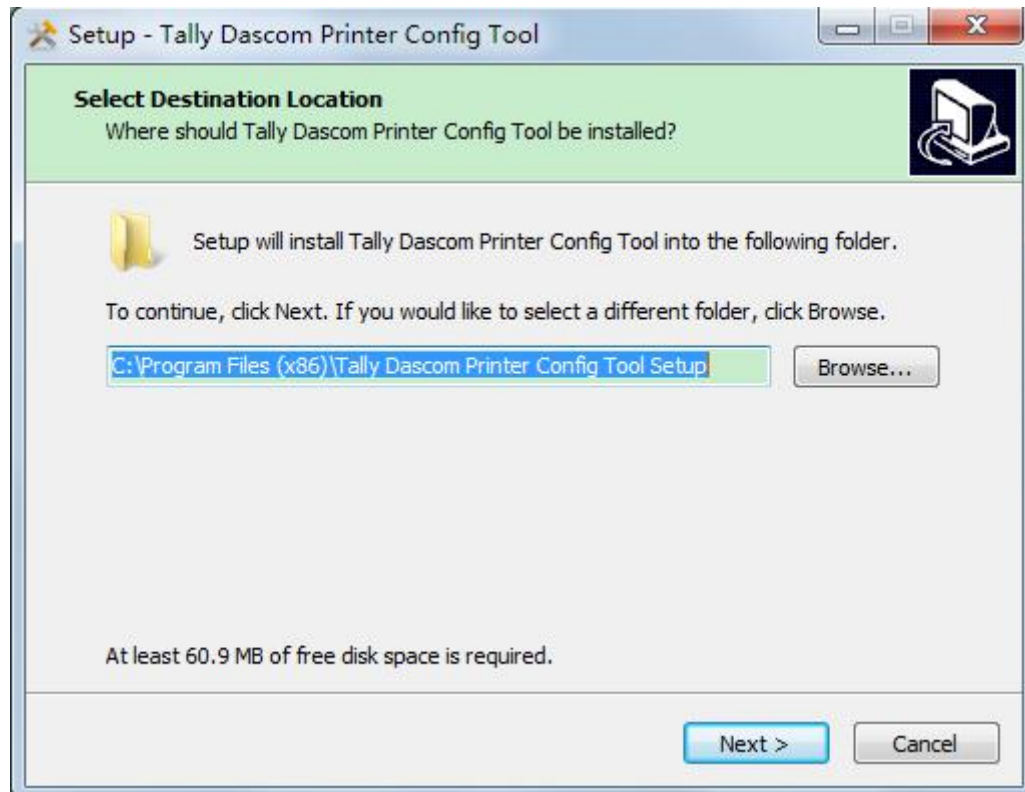 Setup - Tally Dascom Printer Config Tool
Select Destination Location
Where should Tally Dascom Printer Config Tool be installed?
Setup will install Tally Dascom Printer Config Tool into the following folder.
To continue, click Next. If you would like to select a different folder, click Browse.
C:\Program Files (x86)\Tally Dascom Printer Config Tool Setup
Browse...
At least 60.9 MB of free disk space is required.
Next >
Cancel